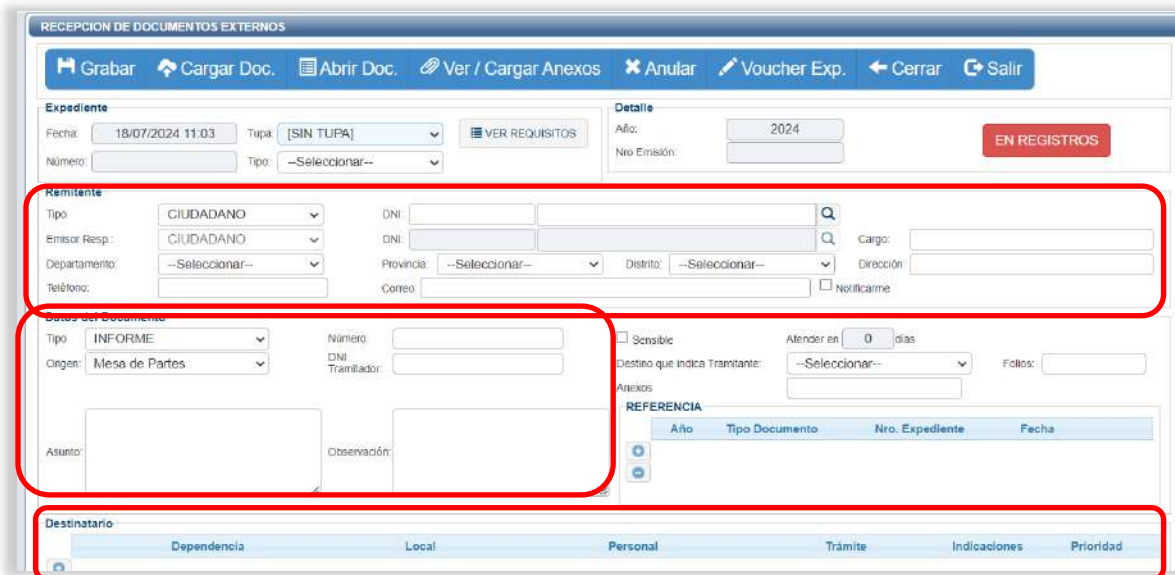 RECEPCION DE DOCUMENTOS EXTERNOS
Grabar Cargar Doc. Abrir Doc. Ver / Cargar Anexos Anular Voucher Exp. Cerrar Salir
Expediente Detalle
Fecha: 18/07/2024 11:03 Tupa: [SIN TUPA] VER REQUISITOS Año: 2024 EN REGISTROS
Número: Tipo: --Seleccionar-- Nro Emisión:
Remitente
Tipo: CIUDADANO DNI:
Emisor Resp.: CIUDADANO DNI: Cargo:
Departamento: --Seleccionar-- Provincia: --Seleccionar-- Distrito: --Seleccionar-- Dirección:
Teléfono: Correo: Notificarme
Datos del Documento
Tipo INFORME Número Sensible Atender en 0 días
Origen: Mesa de Partes DNI Tramitador: Destino que indica Tramitante: --Seleccionar-- Folios:
Anexos
REFERENCIA
Año Tipo Documento Nro. Expediente Fecha
Asunto: Observación:
Destinatario
Dependencia Local Personal Trámite Indicaciones Prioridad